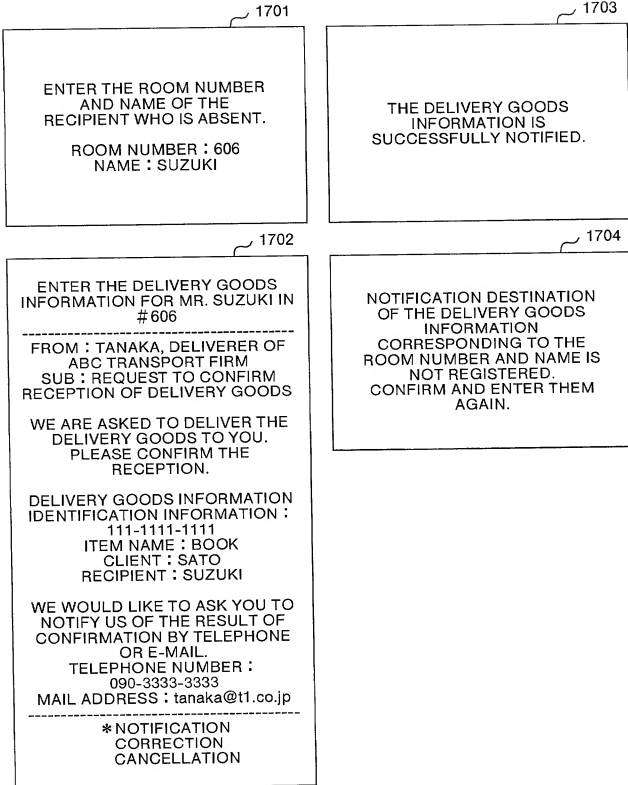 1701
ENTER THE ROOM NUMBER
AND NAME OF THE
RECIPIENT WHO IS ABSENT.
ROOM NUMBER : 606
NAME : SUZUKI
1703
THE DELIVERY GOODS
INFORMATION IS
SUCCESSFULLY NOTIFIED.
1702
ENTER THE DELIVERY GOODS
INFORMATION FOR MR. SUZUKI IN
#606
FROM : TANAKA, DELIVERER OF
ABC TRANSPORT FIRM
SUB : REQUEST TO CONFIRM
RECEPTION OF DELIVERY GOODS
WE ARE ASKED TO DELIVER THE
DELIVERY GOODS TO YOU.
PLEASE CONFIRM THE
RECEPTION.
DELIVERY GOODS INFORMATION
IDENTIFICATION INFORMATION :
111-1111-1111
ITEM NAME : BOOK
CLIENT : SATO
RECIPIENT : SUZUKI
WE WOULD LIKE TO ASK YOU TO
NOTIFY US OF THE RESULT OF
CONFIRMATION BY TELEPHONE
OR E-MAIL.
TELEPHONE NUMBER :
090-3333-3333
MAIL ADDRESS : tanaka@t1.co.jp
*NOTIFICATION
CORRECTION
CANCELLATION
1704
NOTIFICATION DESTINATION
OF THE DELIVERY GOODS
INFORMATION
CORRESPONDING TO THE
ROOM NUMBER AND NAME IS
NOT REGISTERED.
CONFIRM AND ENTER THEM
AGAIN.